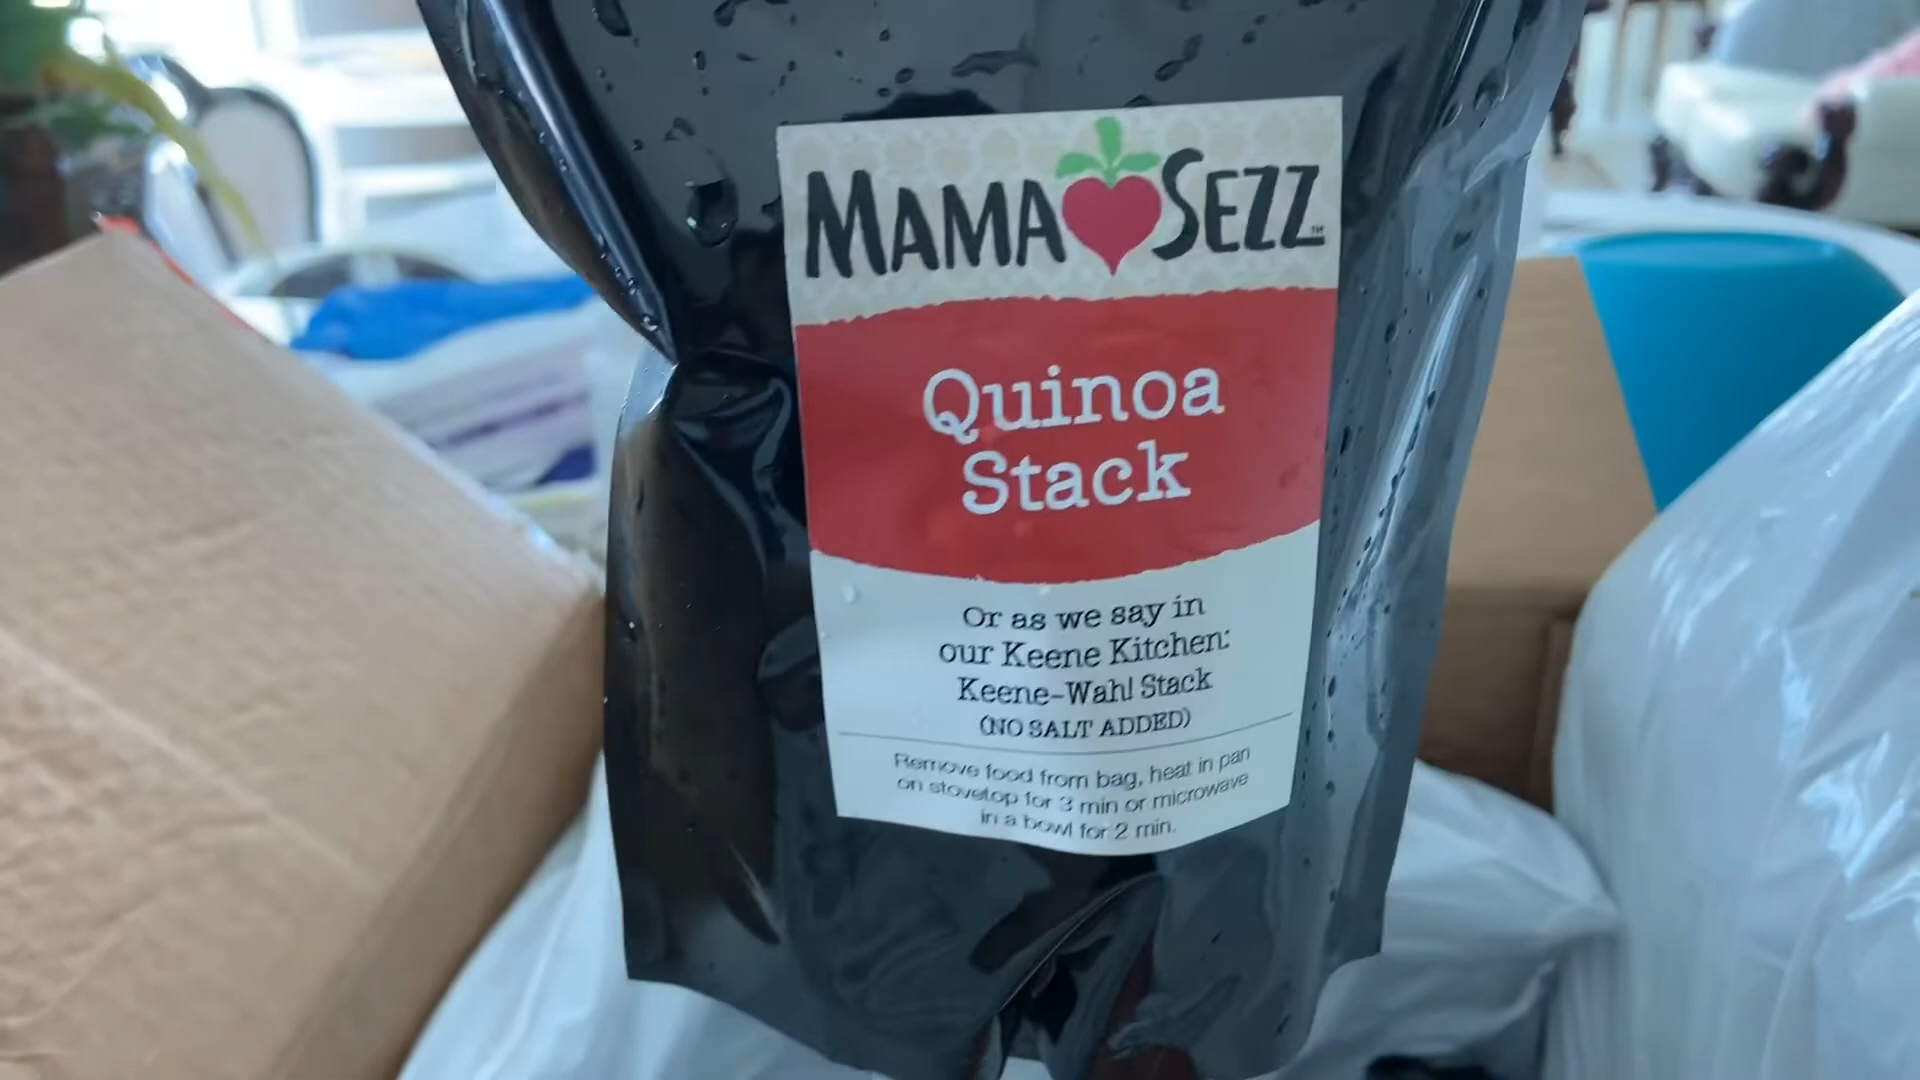 MAMA SEZZ™
Quinoa
Stack
Or as we say in
our Keene Kitchen:
Keene-Wah! Stack
(NO SALT ADDED)
Remove food from bag, heat in pan
on stovetop for 3 min or microwave
in a bowl for 2 min.